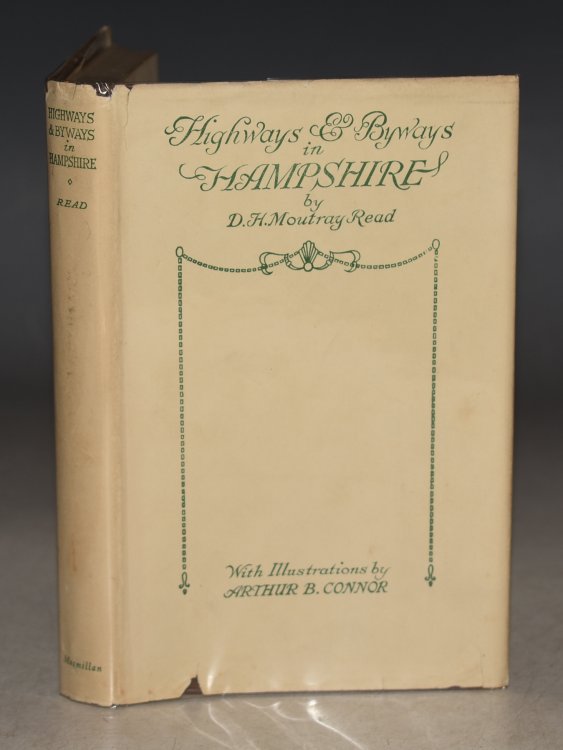 HIGHWAYS
& BYWAYS
in
HAMPSHIRE
READ
Macmillan
Highways & Byways
in
HAMPSHIRE
by
D.H.Moutray Read
With Illustrations by
ARTHUR B. CONNOR